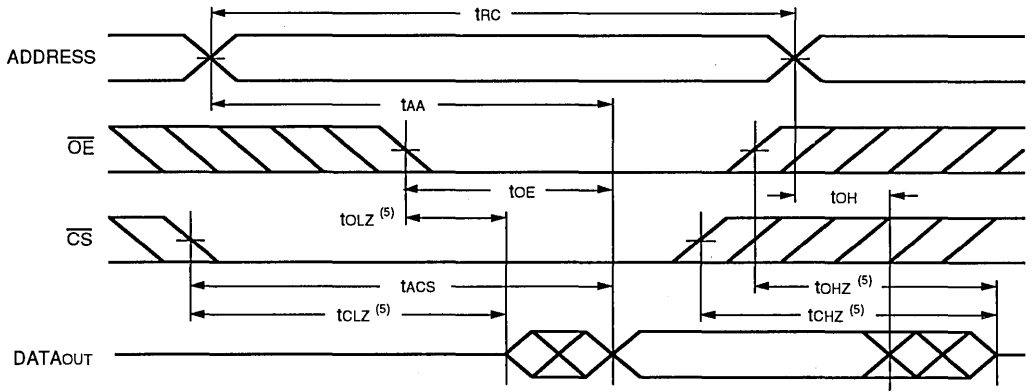 tRC
ADDRESS
tAA
OE
tOE
tOH
tOLZ (5)
CS
tACS
tOHZ (5)
tCLZ (5)
tCHZ (5)
DATAOUT